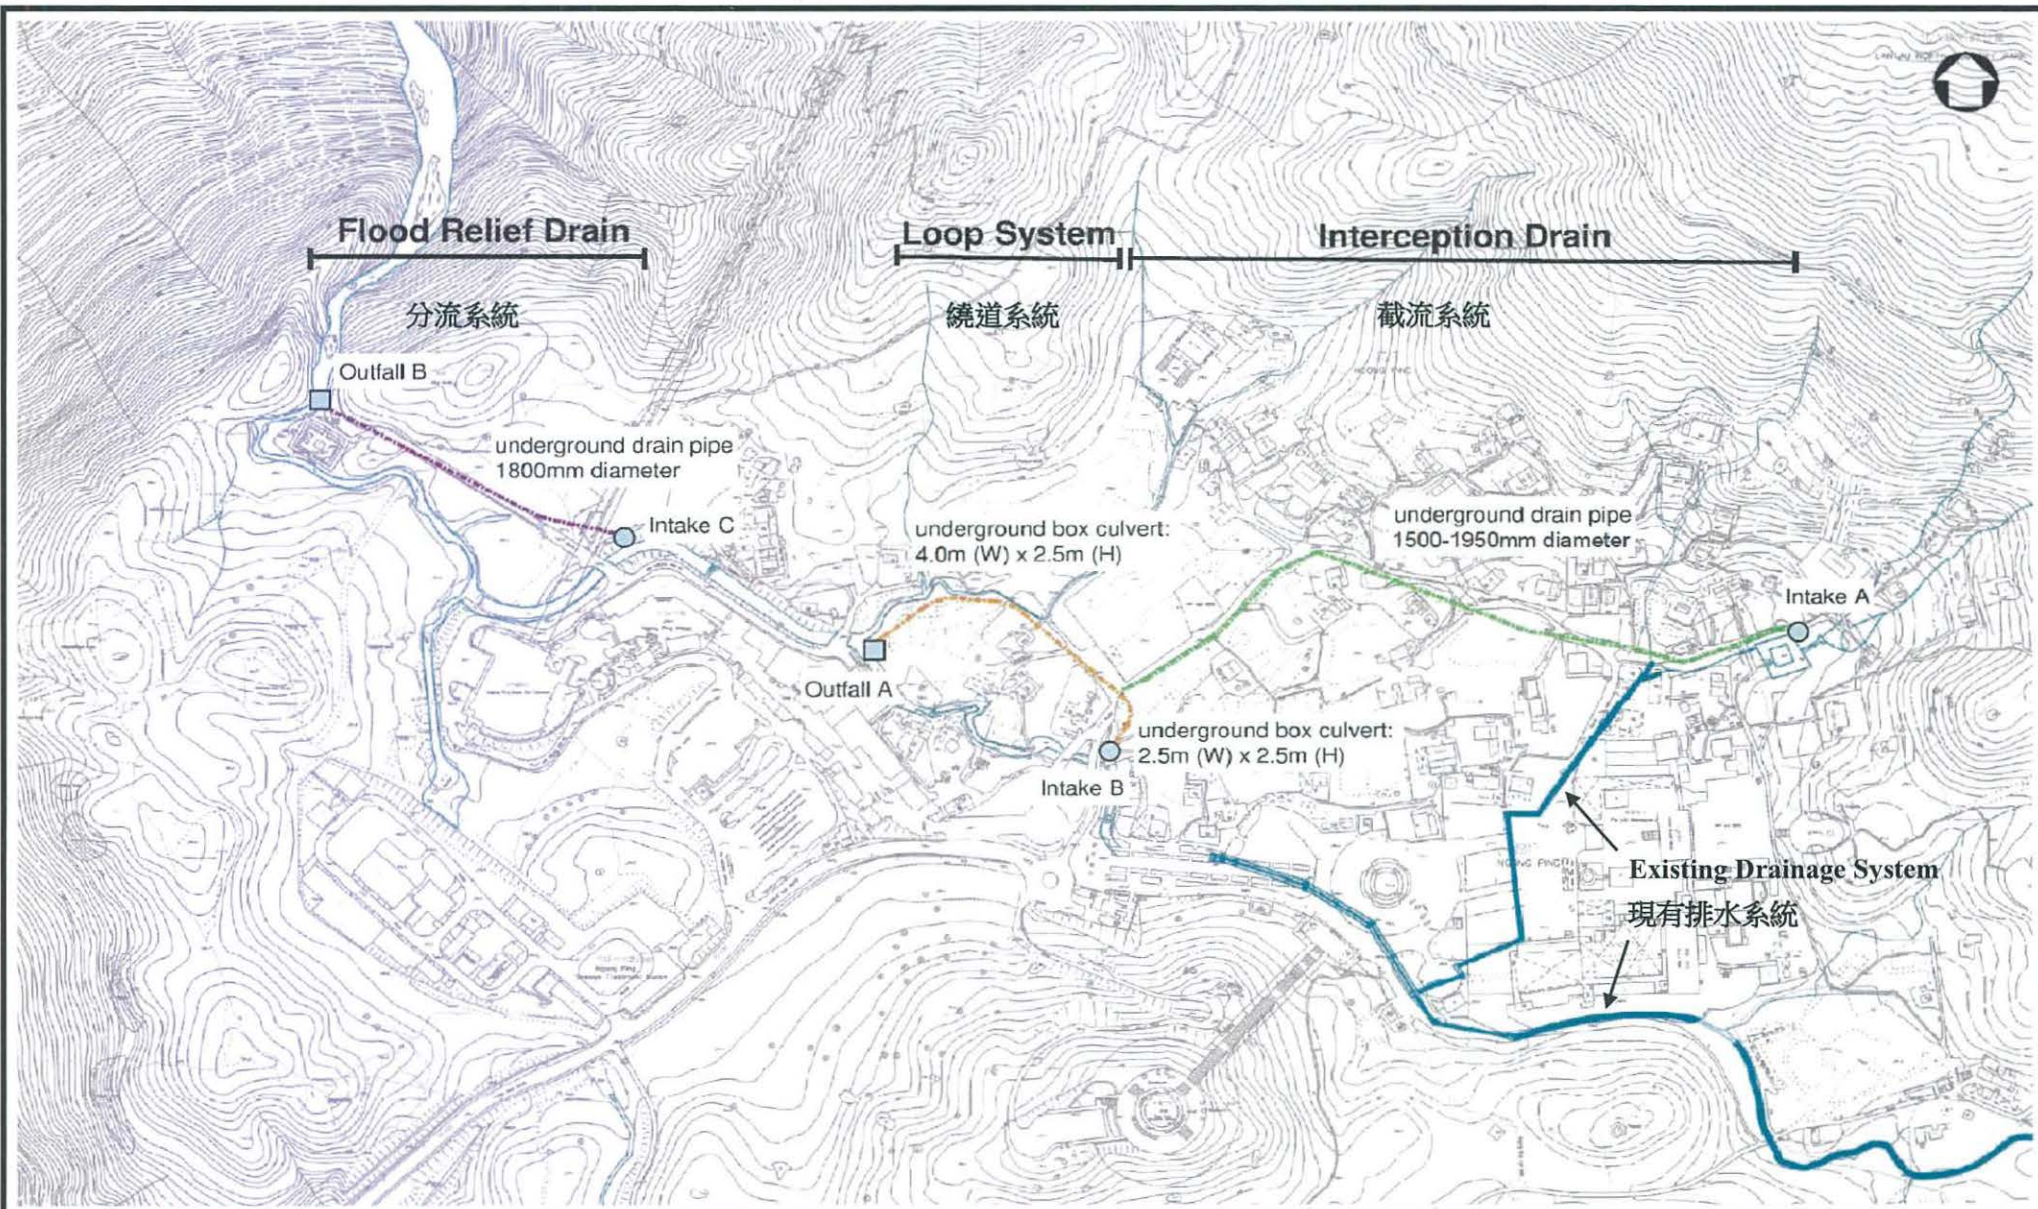 Flood Relief Drain
Loop System
Interception Drain
分流系統
繞道系統
截流系統
Outfall B
underground drain pipe
1800mm diameter
Intake C
underground box culvert:
4.0m (W) x 2.5m (H)
underground drain pipe
1500-1950mm diameter
Intake A
Outfall A
underground box culvert:
2.5m (W) x 2.5m (H)
Intake B
NGONG PING
Existing Drainage System
現有排水系統